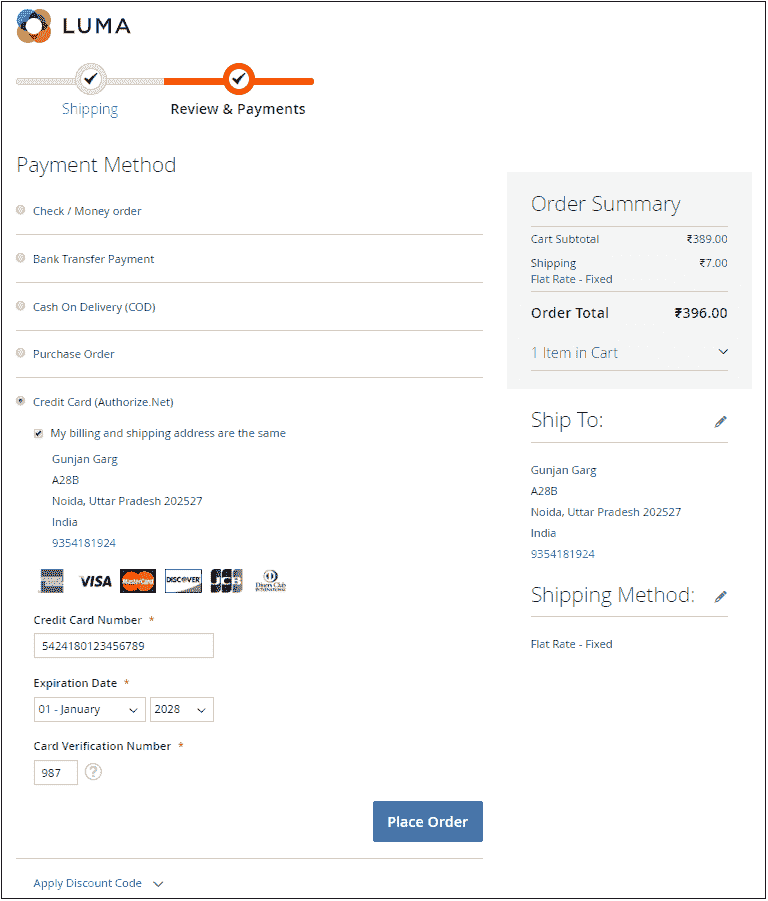 LUMA
Shipping
Review & Payments
Payment Method
Check / Money order
Bank Transfer Payment
Cash On Delivery (COD)
Purchase Order
Credit Card (Authorize.Net)
My billing and shipping address are the same
Gunjan Garg
A28B
Noida, Uttar Pradesh 202527
India
9354181924
VISA MasterCard DISCOVER JCB Diners Club INTERNATIONAL
Credit Card Number *
5424180123456789
Expiration Date *
01 - January 2028
Card Verification Number *
987 ?
Place Order
Apply Discount Code
Order Summary
Cart Subtotal ₹389.00
Shipping ₹7.00
Flat Rate - Fixed
Order Total ₹396.00
1 Item in Cart
Ship To:
Gunjan Garg
A28B
Noida, Uttar Pradesh 202527
India
9354181924
Shipping Method:
Flat Rate - Fixed